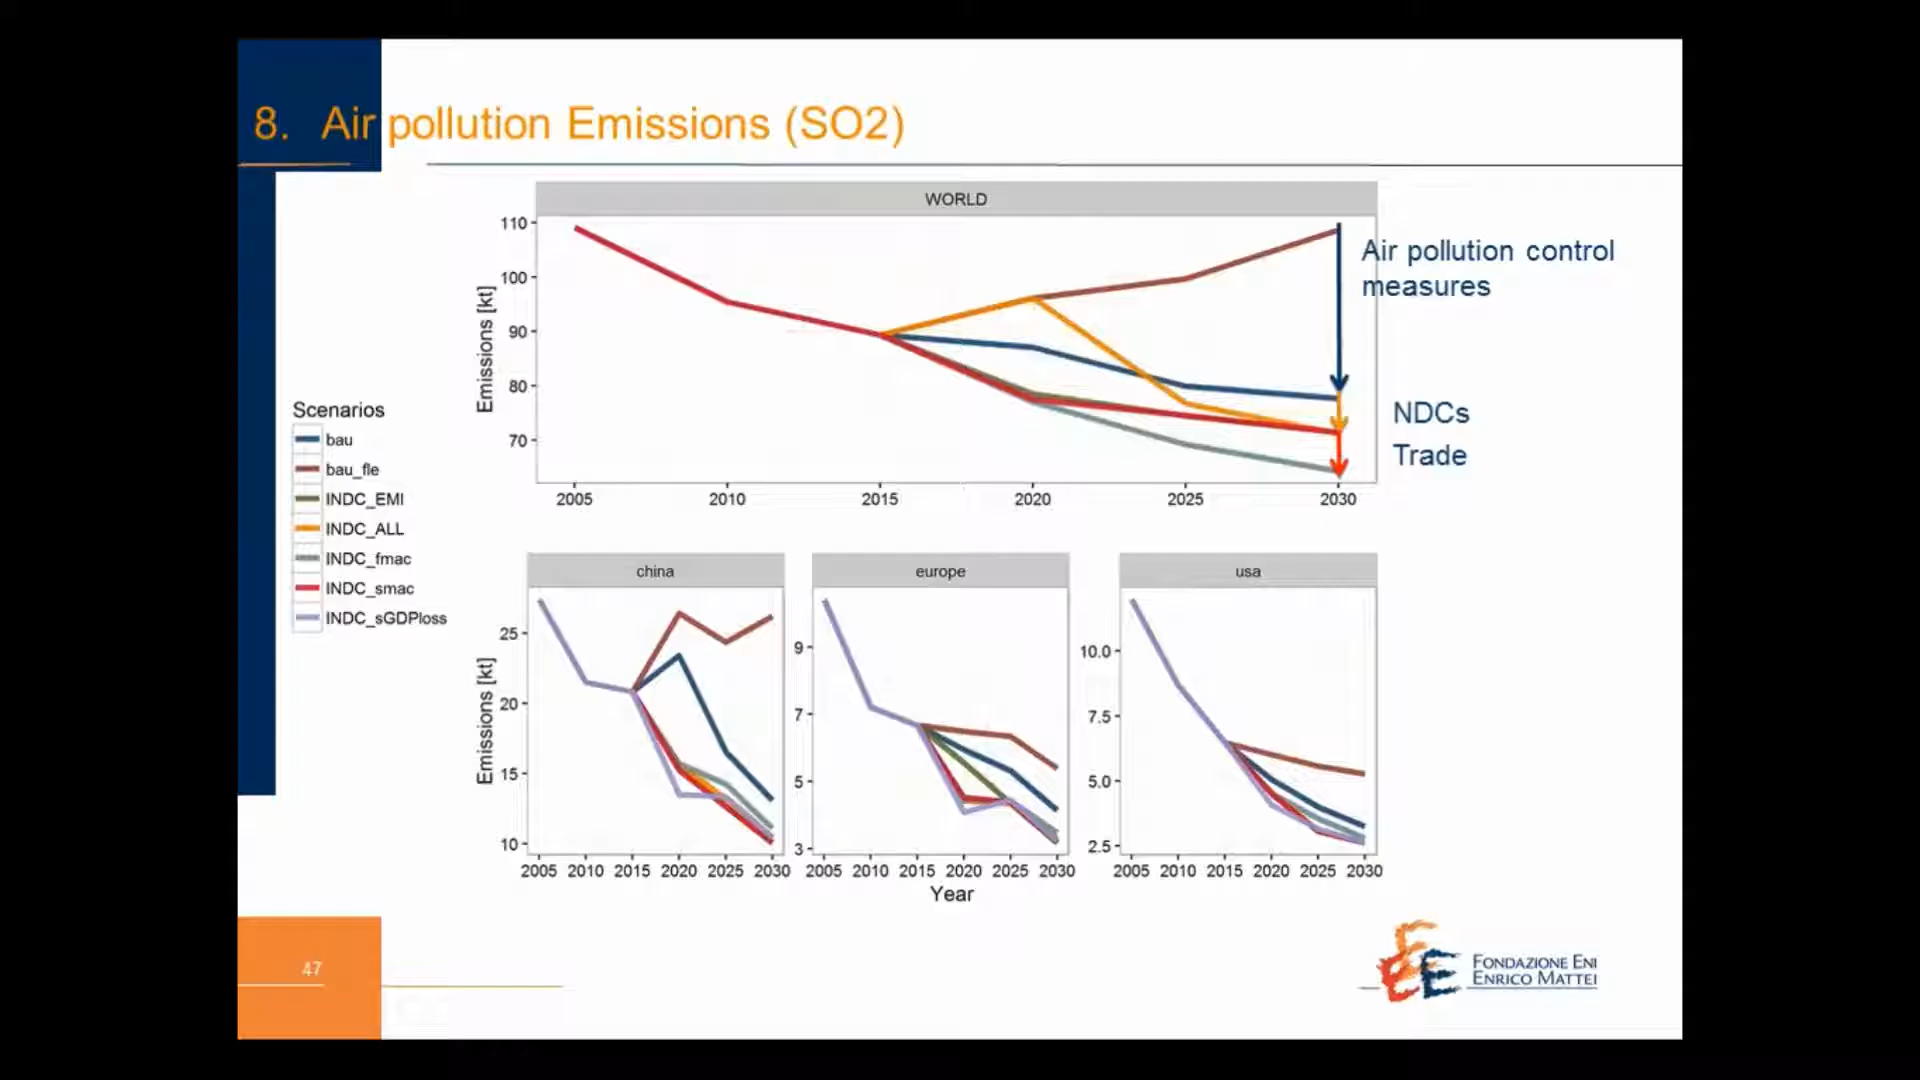 8. Air pollution Emissions (SO2)
WORLD
110
100
90
80
70
Emissions [kt]
2005 2010 2015 2020 2025 2030
Air pollution control
measures
NDCs
Trade
Scenarios
bau
bau_fle
INDC_EMI
INDC_ALL
INDC_fmac
INDC_smac
INDC_sGDPloss
china
25
20
15
10
Emissions [kt]
2005 2010 2015 2020 2025 2030
europe
9
7
5
3
2005 2010 2015 2020 2025 2030
usa
10.0
7.5
5.0
2.5
2005 2010 2015 2020 2025 2030
Year
47
FONDAZIONE ENI
ENRICO MATTEI